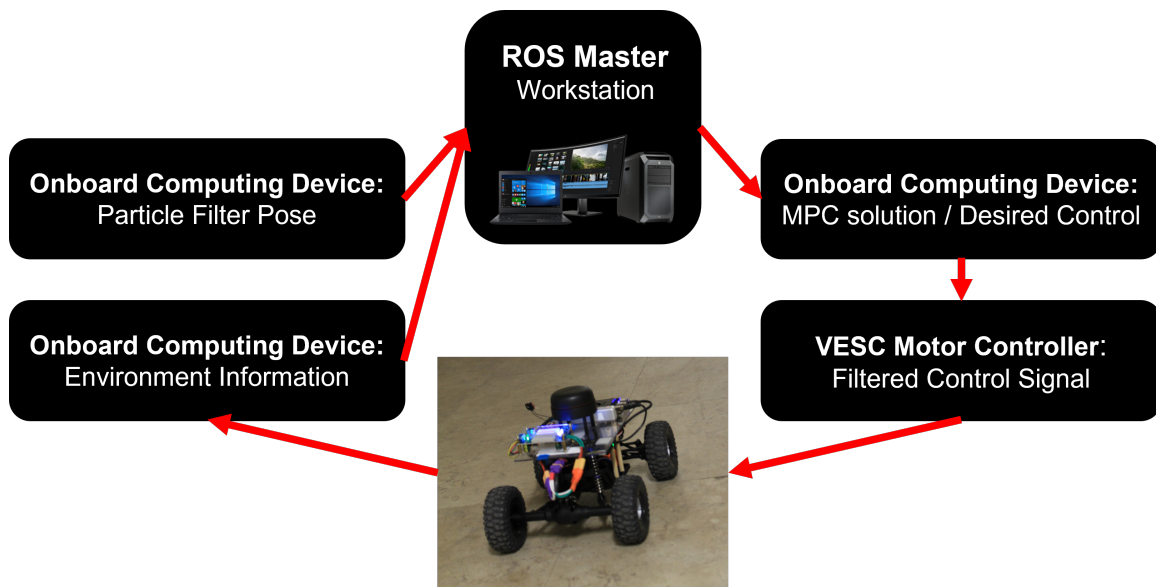 ROS Master
Workstation
Onboard Computing Device:
Particle Filter Pose
Onboard Computing Device:
MPC solution / Desired Control
Onboard Computing Device:
Environment Information
VESC Motor Controller:
Filtered Control Signal